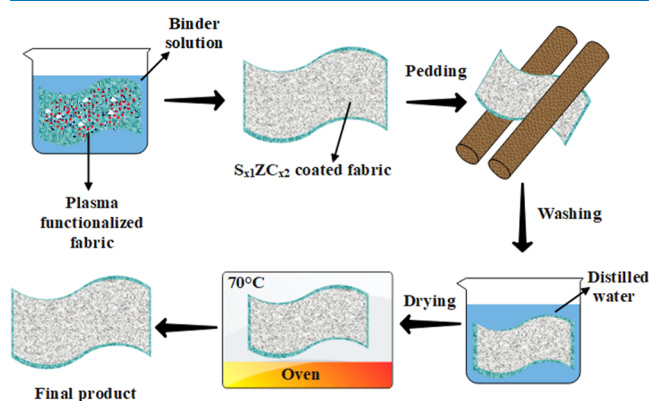 Binder
solution
Pedding
Sx1ZCx2 coated fabric
Plasma
functionalized
fabric
Washing
Distilled
water
70°C
Drying
Oven
Final product